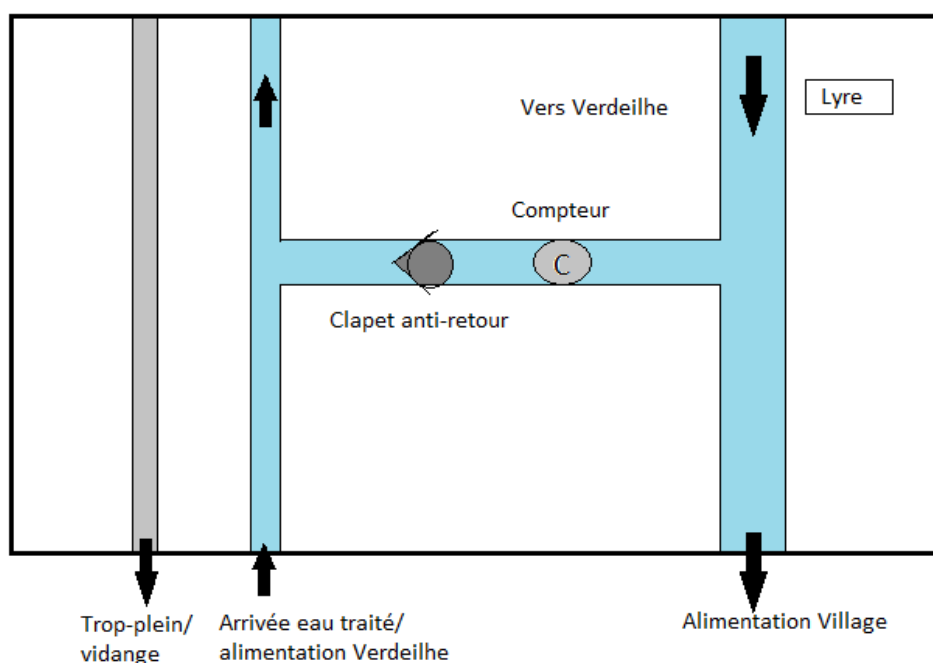 Vers Verdeilhe
Lyre
Compteur
C
Clapet anti-retour
Trop-plein/
vidange
Arrivée eau traité/
alimentation Verdeilhe
Alimentation Village